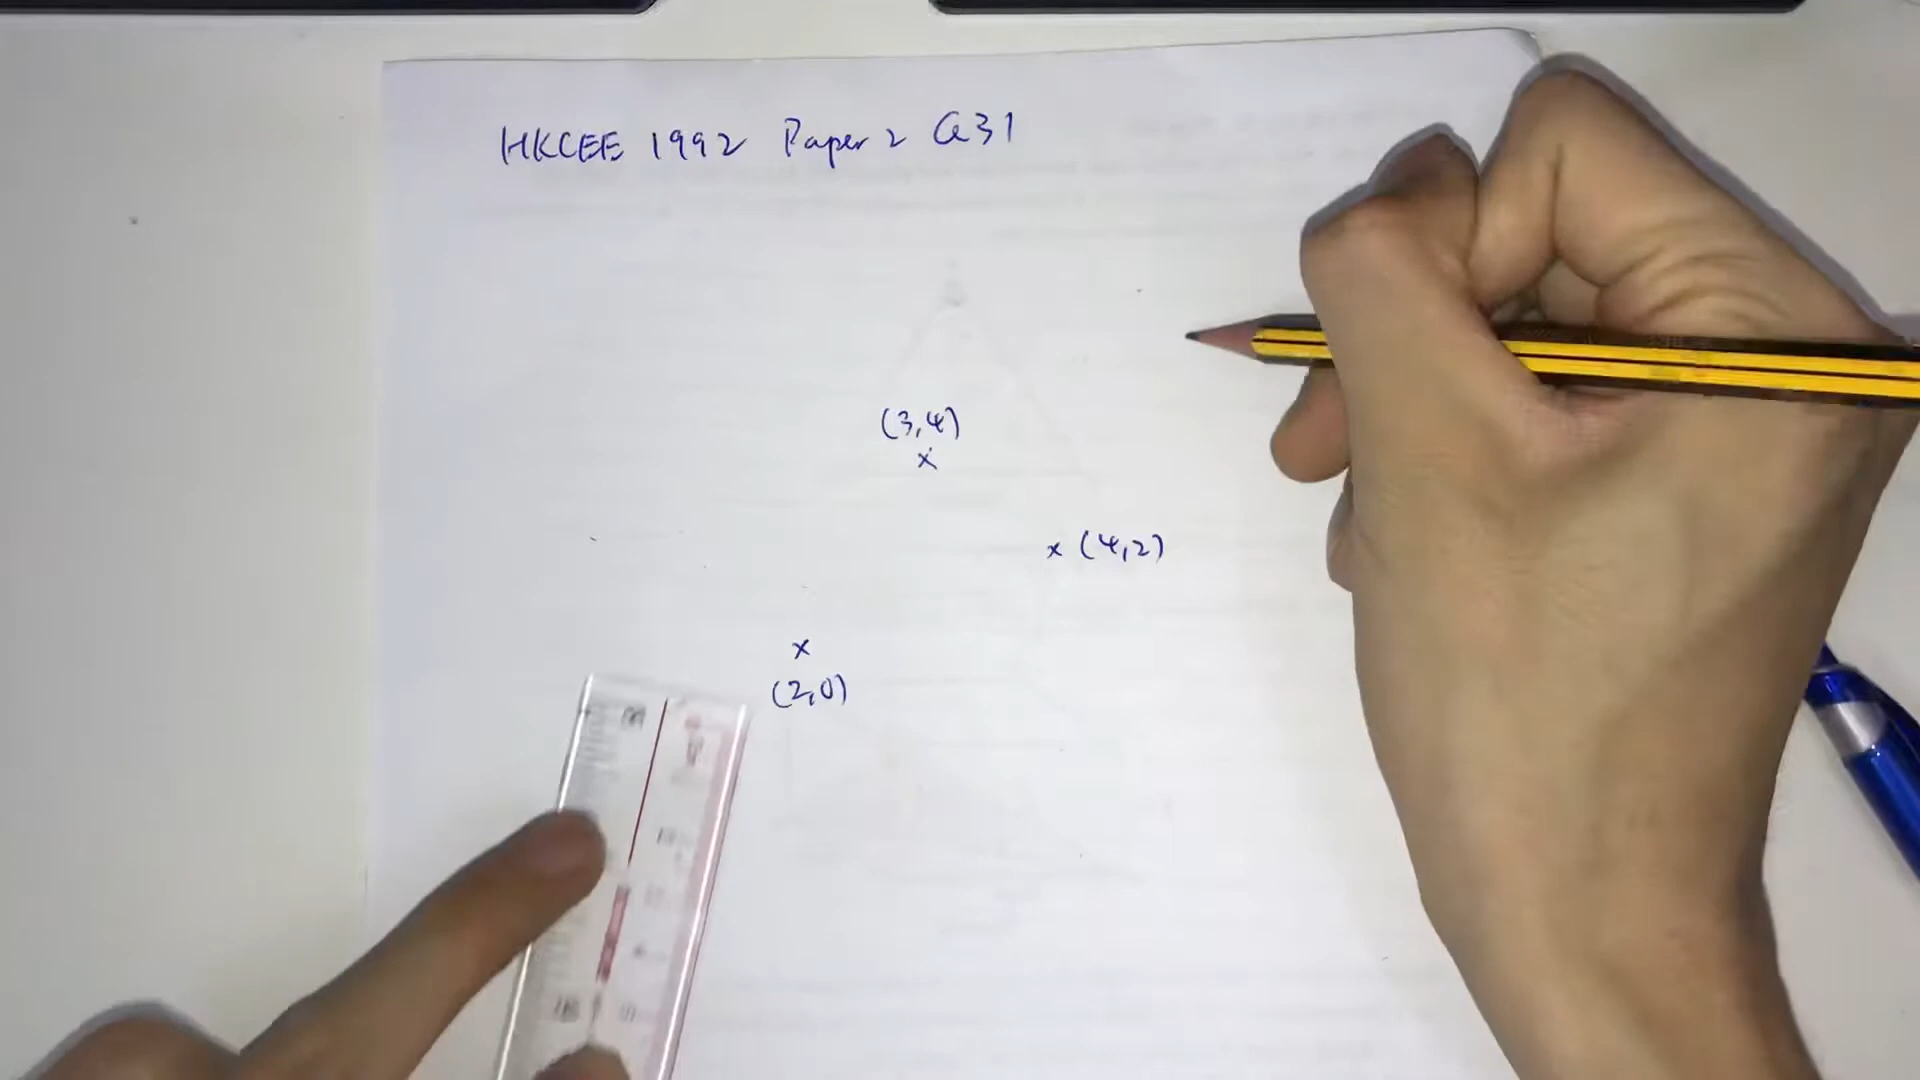 HKCEE 1992 Paper 2 Q31
(3,4)
x
x (4,2)
x
(2,0)